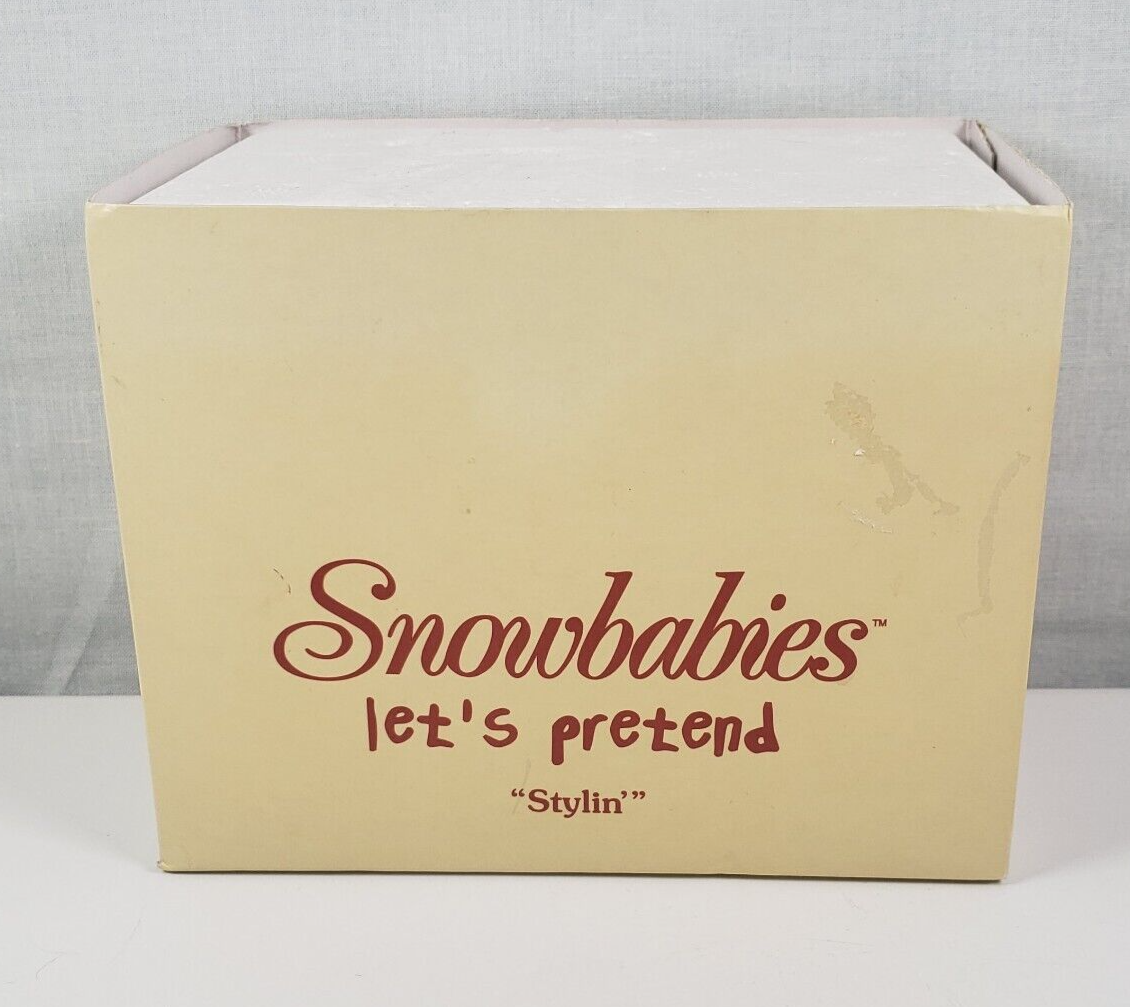 Snowbabies™
let's pretend
“Stylin’”